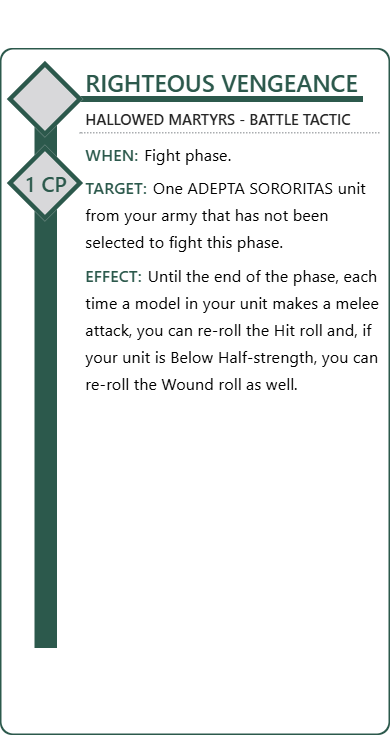 RIGHTEOUS VENGEANCE
HALLOWED MARTYRS - BATTLE TACTIC
1 CP
WHEN: Fight phase.
TARGET: One ADEPTA SORORITAS unit
from your army that has not been
selected to fight this phase.
EFFECT: Until the end of the phase, each
time a model in your unit makes a melee
attack, you can re-roll the Hit roll and, if
your unit is Below Half-strength, you can
re-roll the Wound roll as well.